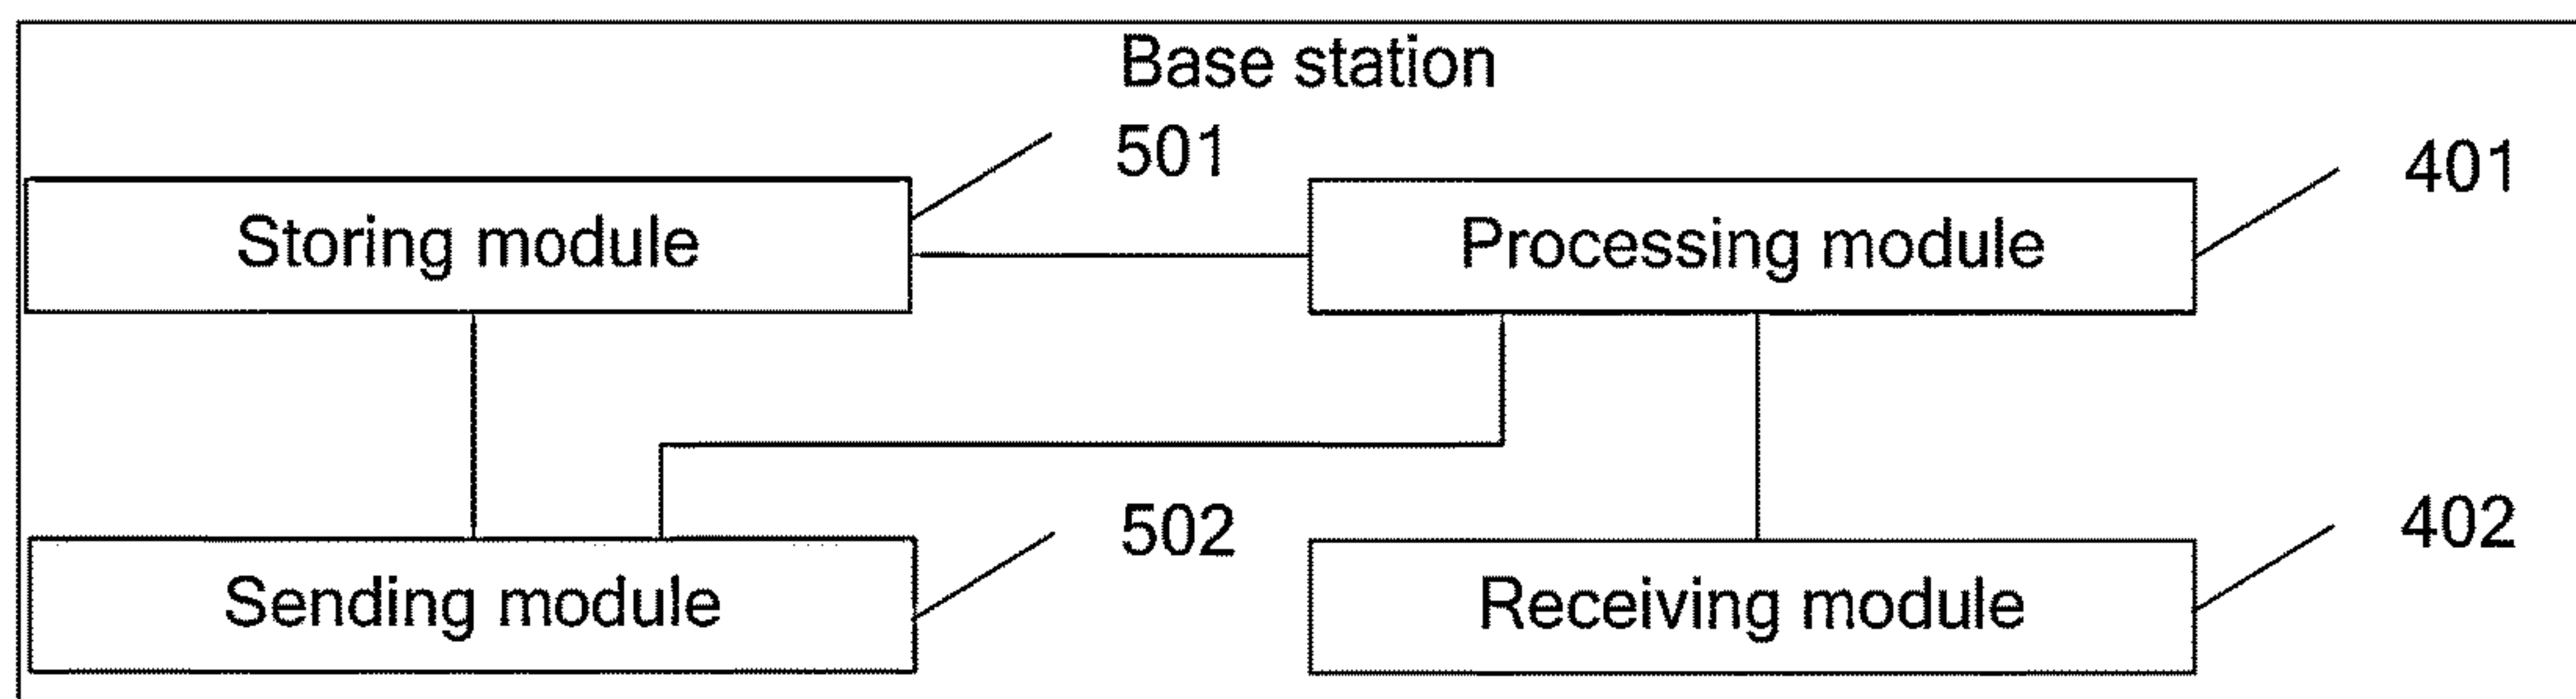 Base station
501
401
Storing module
Processing module
502
402
Sending module
Receiving module